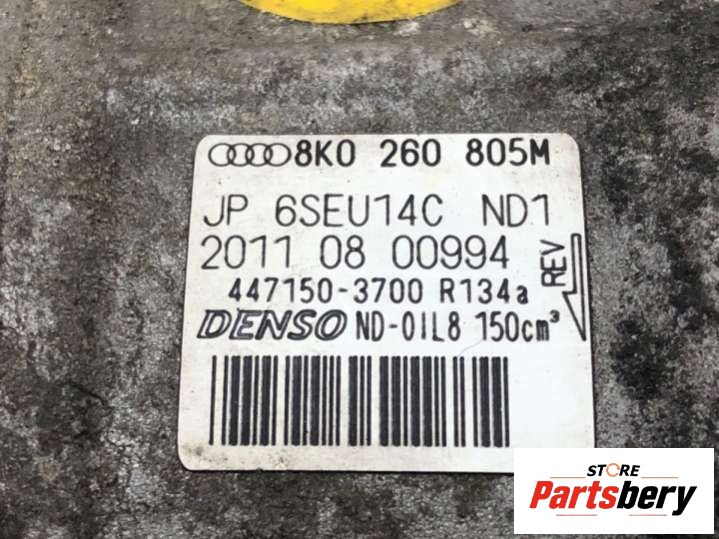 8K0 260 805M
JP 6SEU14C ND1
2011 08 00994
REV
447150-3700 R134a
DENSO ND-OIL8 150cm³
STORE
Partsbery